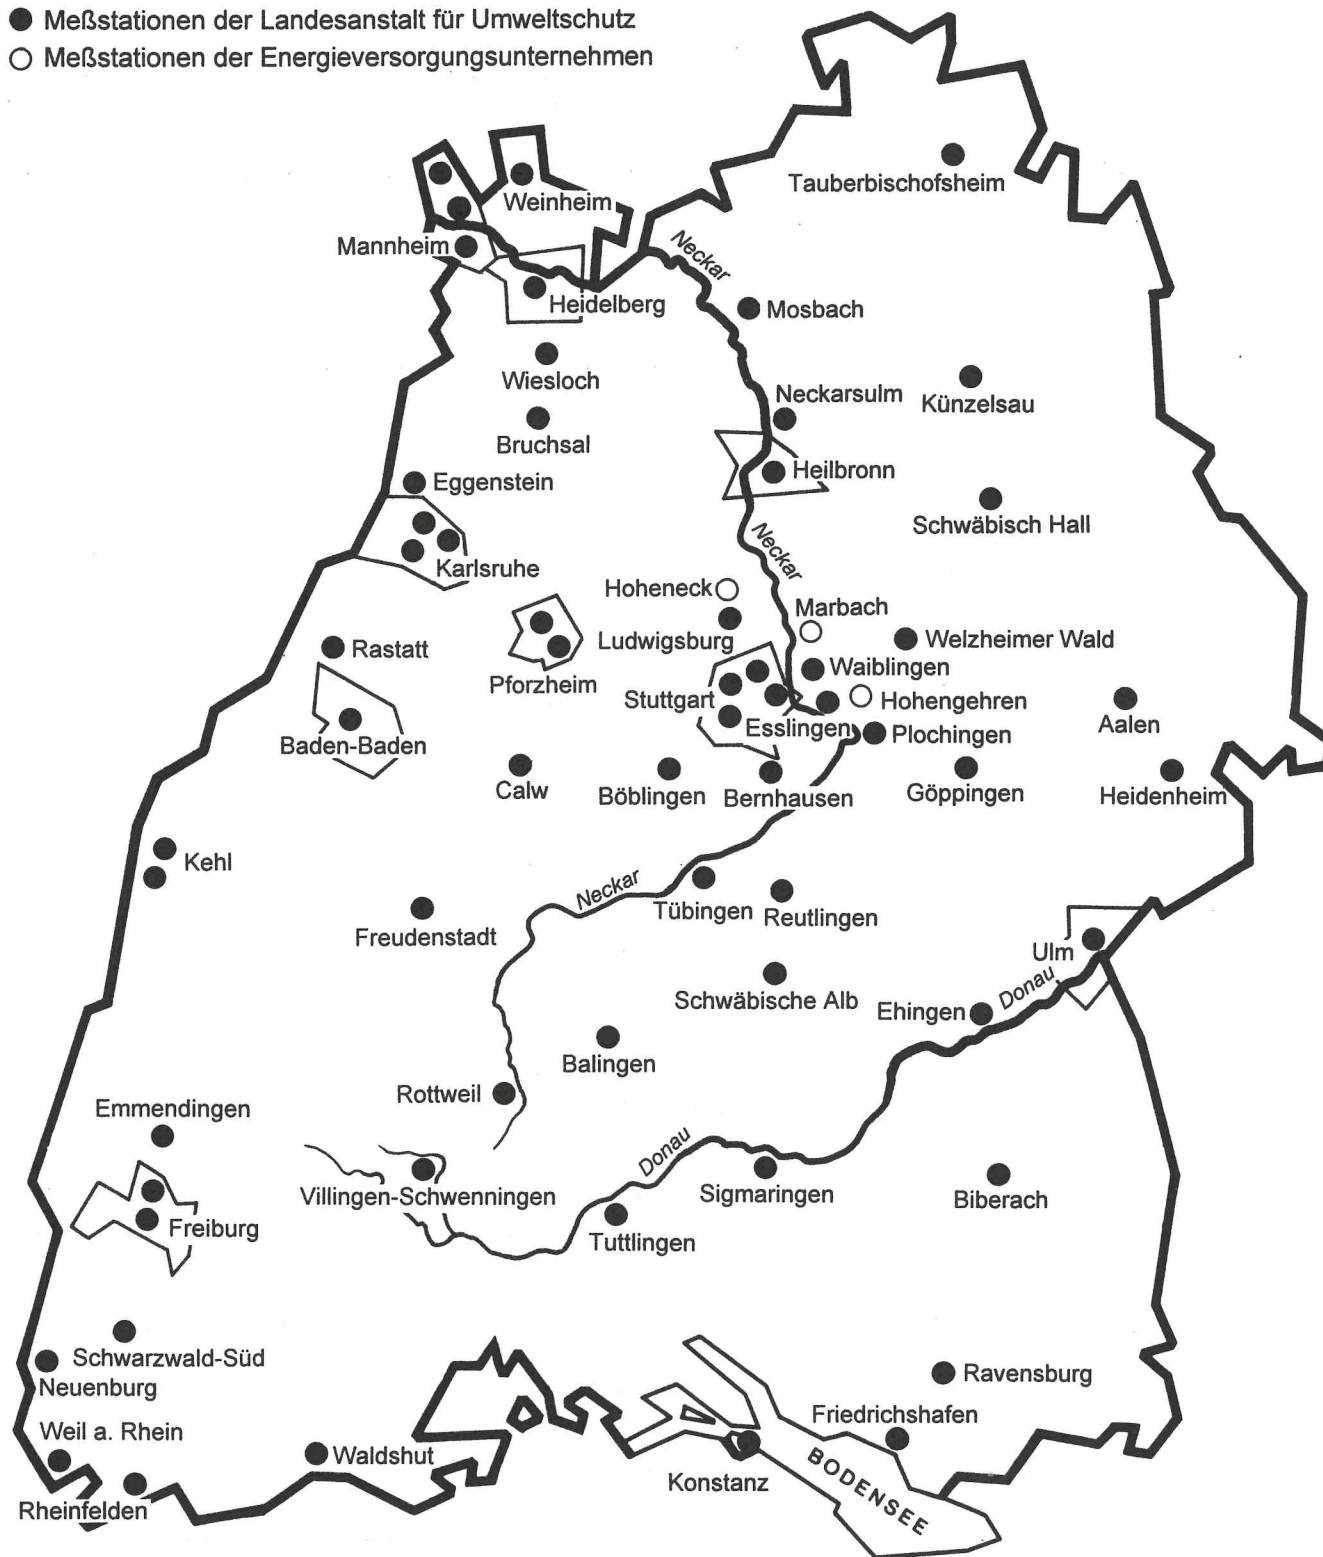 Meßstationen der Landesanstalt für Umweltschutz
Meßstationen der Energieversorgungsunternehmen
Tauberbischofsheim
Weinheim
Mannheim
Neckar
Heidelberg
Mosbach
Wiesloch
Neckarsulm
Künzelsau
Bruchsal
Heilbronn
Eggenstein
Schwäbisch Hall
Neckar
Karlsruhe
Hoheneck
Marbach
Ludwigsburg
Welzheimer Wald
Rastatt
Waiblingen
Pforzheim
Stuttgart
Hohengehren
Aalen
Esslingen
Plochingen
Baden-Baden
Calw
Böblingen
Bernhausen
Göppingen
Heidenheim
Kehl
Neckar
Tübingen
Reutlingen
Freudenstadt
Ulm
Schwäbische Alb
Donau
Ehingen
Balingen
Rottweil
Emmendingen
Donau
Villingen-Schwenningen
Sigmaringen
Biberach
Freiburg
Tuttlingen
Schwarzwald-Süd
Neuenburg
Ravensburg
Friedrichshafen
Weil a. Rhein
Waldshut
Konstanz
BODENSEE
Rheinfelden